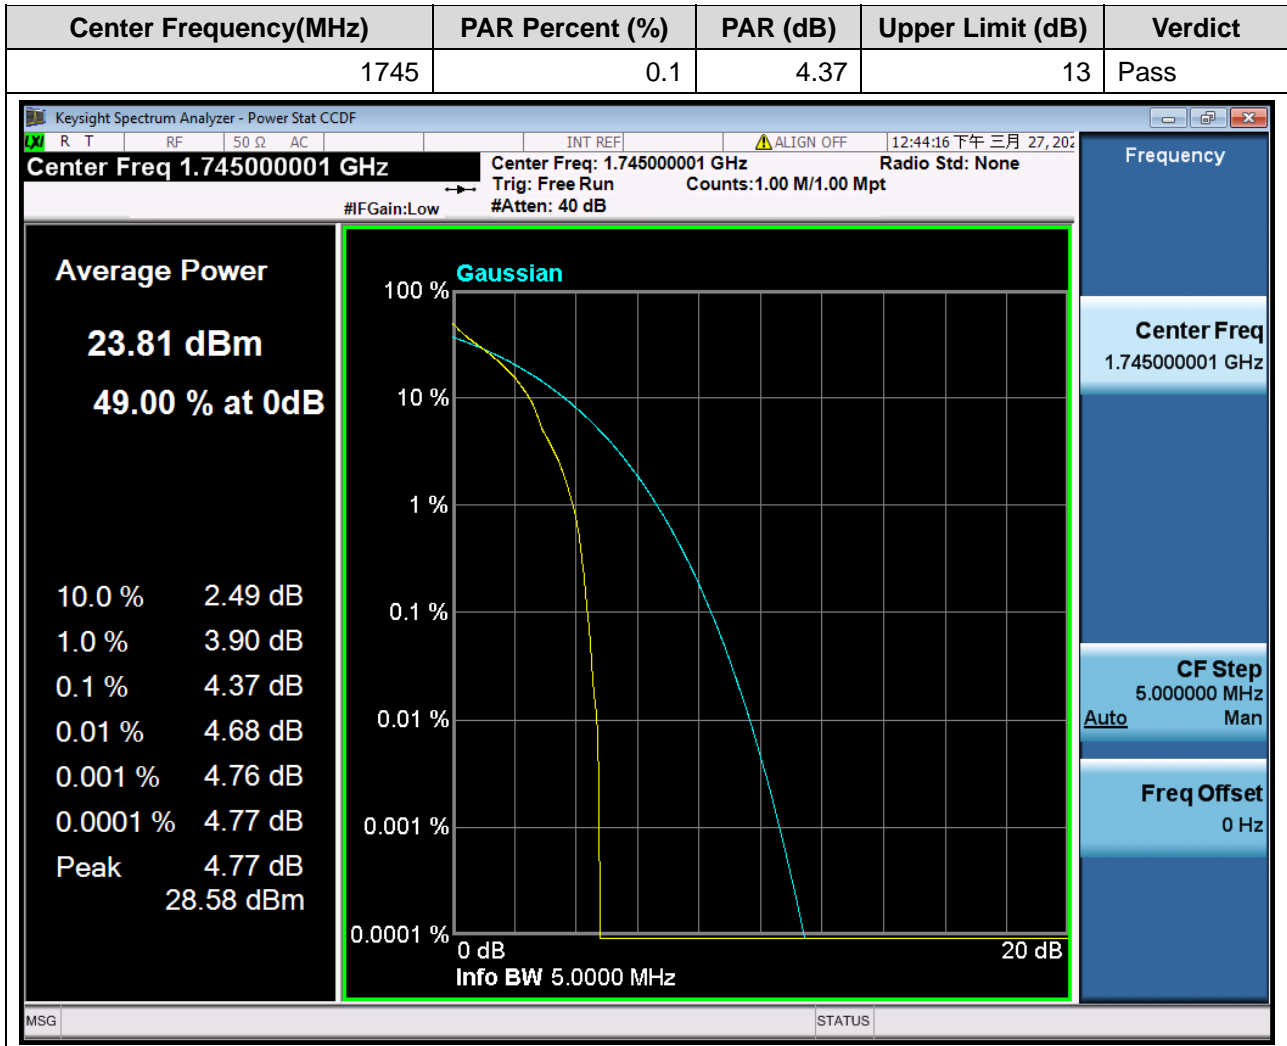 Center Frequency(MHz) PAR Percent (%) PAR (dB) Upper Limit (dB) Verdict
1745 0.1 4.37 13 Pass
Keysight Spectrum Analyzer - Power Stat CCDF
LXI R T RF 50 Ω AC INT REF ALIGN OFF 12:44:16 下午 三月 27, 202
Center Freq 1.745000001 GHz
#IFGain:Low
Center Freq: 1.745000001 GHz Radio Std: None
Trig: Free Run Counts:1.00 M/1.00 Mpt
#Atten: 40 dB
Average Power
23.81 dBm
49.00 % at 0dB
10.0 % 2.49 dB
1.0 % 3.90 dB
0.1 % 4.37 dB
0.01 % 4.68 dB
0.001 % 4.76 dB
0.0001 % 4.77 dB
Peak 4.77 dB
28.58 dBm
Gaussian
100 %
10 %
1 %
0.1 %
0.01 %
0.001 %
0.0001 %
0 dB 20 dB
Info BW 5.0000 MHz
Frequency
Center Freq
1.745000001 GHz
CF Step
5.000000 MHz
Auto Man
Freq Offset
0 Hz
MSG STATUS